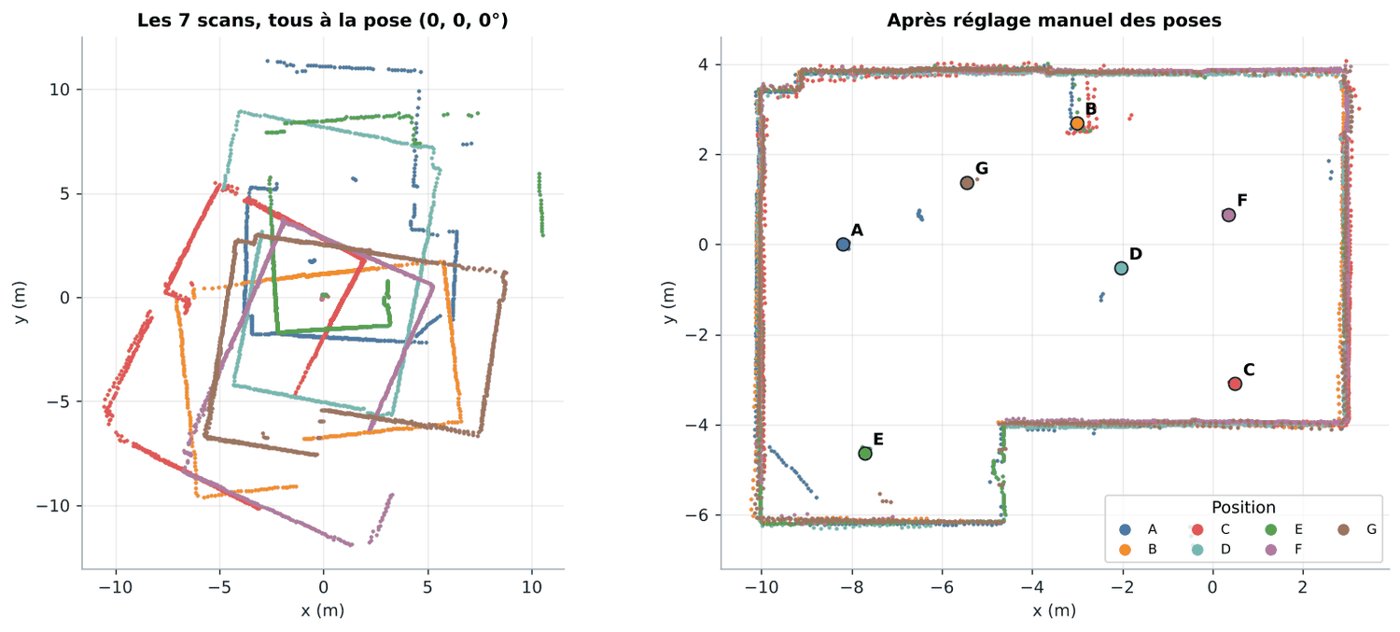 Les 7 scans, tous à la pose (0, 0, 0°)
y (m)
10
5
0
−5
−10
−10
−5
0
5
10
x (m)
Après réglage manuel des poses
y (m)
4
2
0
−2
−4
−6
B
G
F
A
D
C
E
Position
A C E G
B D F
−10
−8
−6
−4
−2
0
2
x (m)